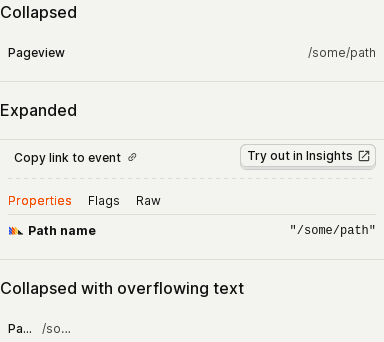 Collapsed
Pageview /some/path
Expanded
Copy link to event Try out in Insights
Properties Flags Raw
Path name "/some/path"
Collapsed with overflowing text
Pa... /so...